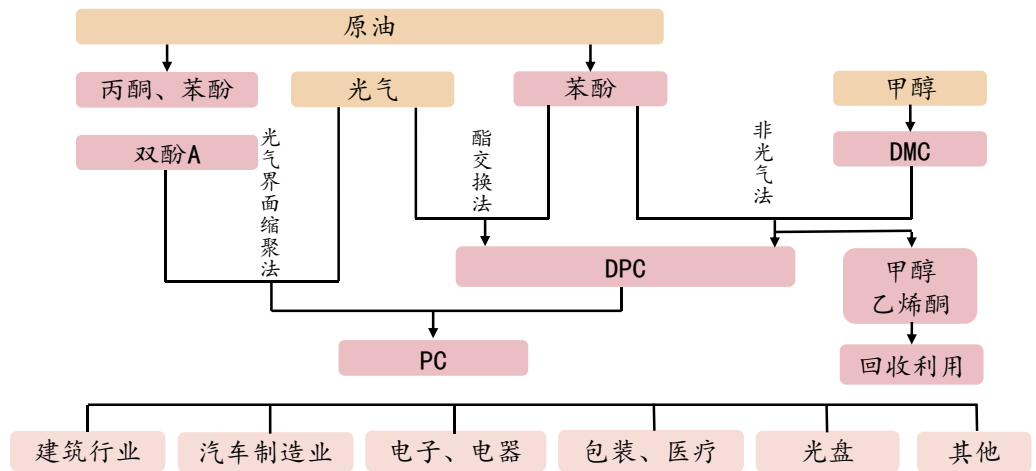 原油
丙酮、苯酚
光气
苯酚
甲醇
双酚A
光气界面缩聚法
酯交换法
非光气法
DMC
DPC
甲醇
乙烯酮
PC
回收利用
建筑行业
汽车制造业
电子、电器
包装、医疗
光盘
其他